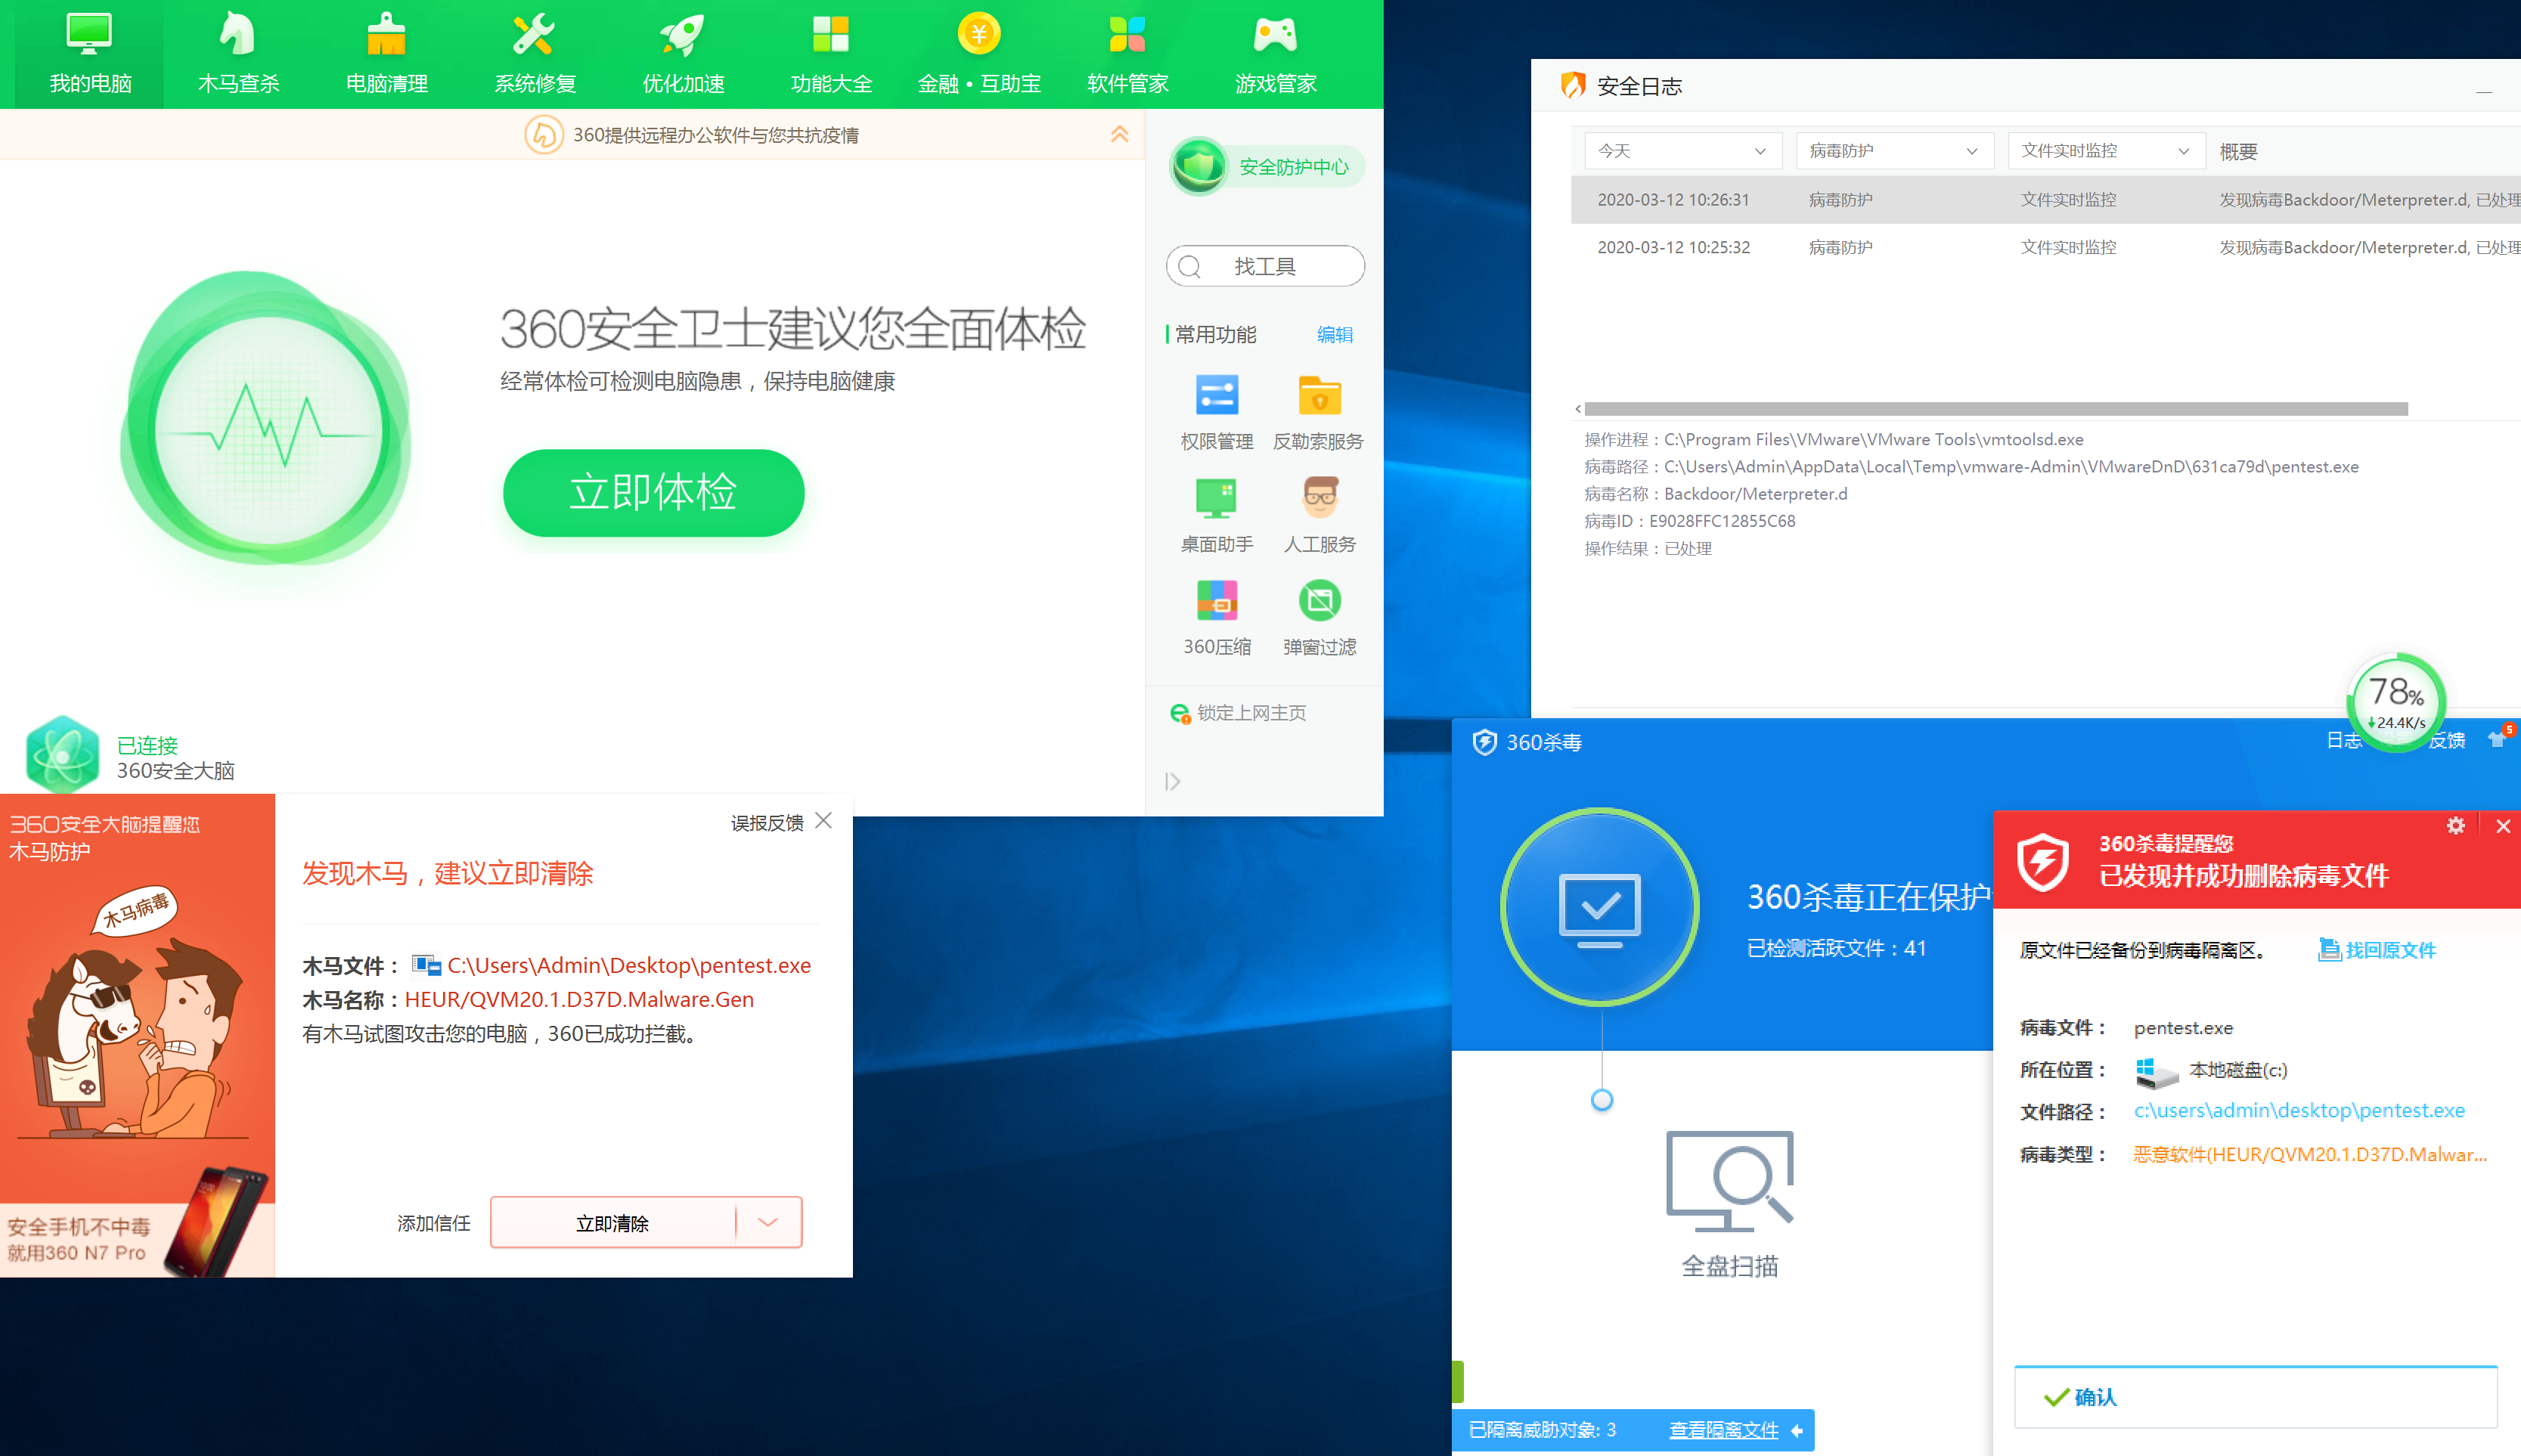 我的电脑
木马查杀
电脑清理
系统修复
优化加速
功能大全
金融•互助宝
软件管家
游戏管家
360提供远程办公软件与您共抗疫情
安全防护中心
找工具
360安全卫士建议您全面体检
经常体检可检测电脑隐患，保持电脑健康
立即体检
常用功能 编辑
权限管理 反勒索服务
桌面助手 人工服务
360压缩 弹窗过滤
锁定上网主页
已连接
360安全大脑
安全日志
今天 病毒防护 文件实时监控 概要
2020-03-12 10:26:31 病毒防护 文件实时监控 发现病毒Backdoor/Meterpreter.d, 已处理
2020-03-12 10:25:32 病毒防护 文件实时监控 发现病毒Backdoor/Meterpreter.d, 已处理
操作进程：C:\Program Files\VMware\VMware Tools\vmtoolsd.exe
病毒路径：C:\Users\Admin\AppData\Local\Temp\vmware-Admin\VMwareDnD\631ca79d\pentest.exe
病毒名称：Backdoor/Meterpreter.d
病毒ID：E9028FFC12855C68
操作结果：已处理
78%
24.4K/s
360安全大脑提醒您
木马防护
木马病毒
安全手机不中毒
就用360 N7 Pro
误报反馈
发现木马，建议立即清除
木马文件： C:\Users\Admin\Desktop\pentest.exe
木马名称：HEUR/QVM20.1.D37D.Malware.Gen
有木马试图攻击您的电脑，360已成功拦截。
添加信任 立即清除
360杀毒
日志 反馈 5
360杀毒正在保护
已检测活跃文件：41
全盘扫描
已隔离威胁对象: 3 查看隔离文件
360杀毒提醒您
已发现并成功删除病毒文件
原文件已经备份到病毒隔离区。 找回原文件
病毒文件： pentest.exe
所在位置： 本地磁盘(c:)
文件路径： c:\users\admin\desktop\pentest.exe
病毒类型： 恶意软件(HEUR/QVM20.1.D37D.Malwar...
确认